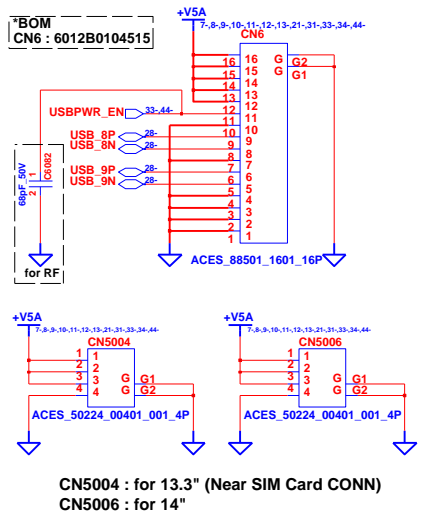 *BOM
CN6 : 6012B0104515
+V5A
7-,8-,9-,10-,11-,12-,13-,21-,31-,33-,34-,44-
CN6
16 16 G G2
15 15 G G1
14 14
13 13
USBPWR_EN 33-,44- 12 12
11 11
USB_8P 28- 10 10
USB_8N 28- 9 9
8 8
USB_9P 28- 7 7
USB_9N 28- 6 6
5 5
4 4
3 3
2 2
1 1
ACES_88501_1601_16P
68pF_50V
1
2
C6082
for RF
+V5A
7-,8-,9-,10-,11-,12-,13-,21-,31-,33-,34-,44-
CN5004
1 1
2 2
3 3 G G1
4 4 G G2
ACES_50224_00401_001_4P
+V5A
7-,8-,9-,10-,11-,12-,13-,21-,31-,33-,34-,44-
CN5006
1 1
2 2
3 3 G G1
4 4 G G2
ACES_50224_00401_001_4P
CN5004 : for 13.3" (Near SIM Card CONN)
CN5006 : for 14"